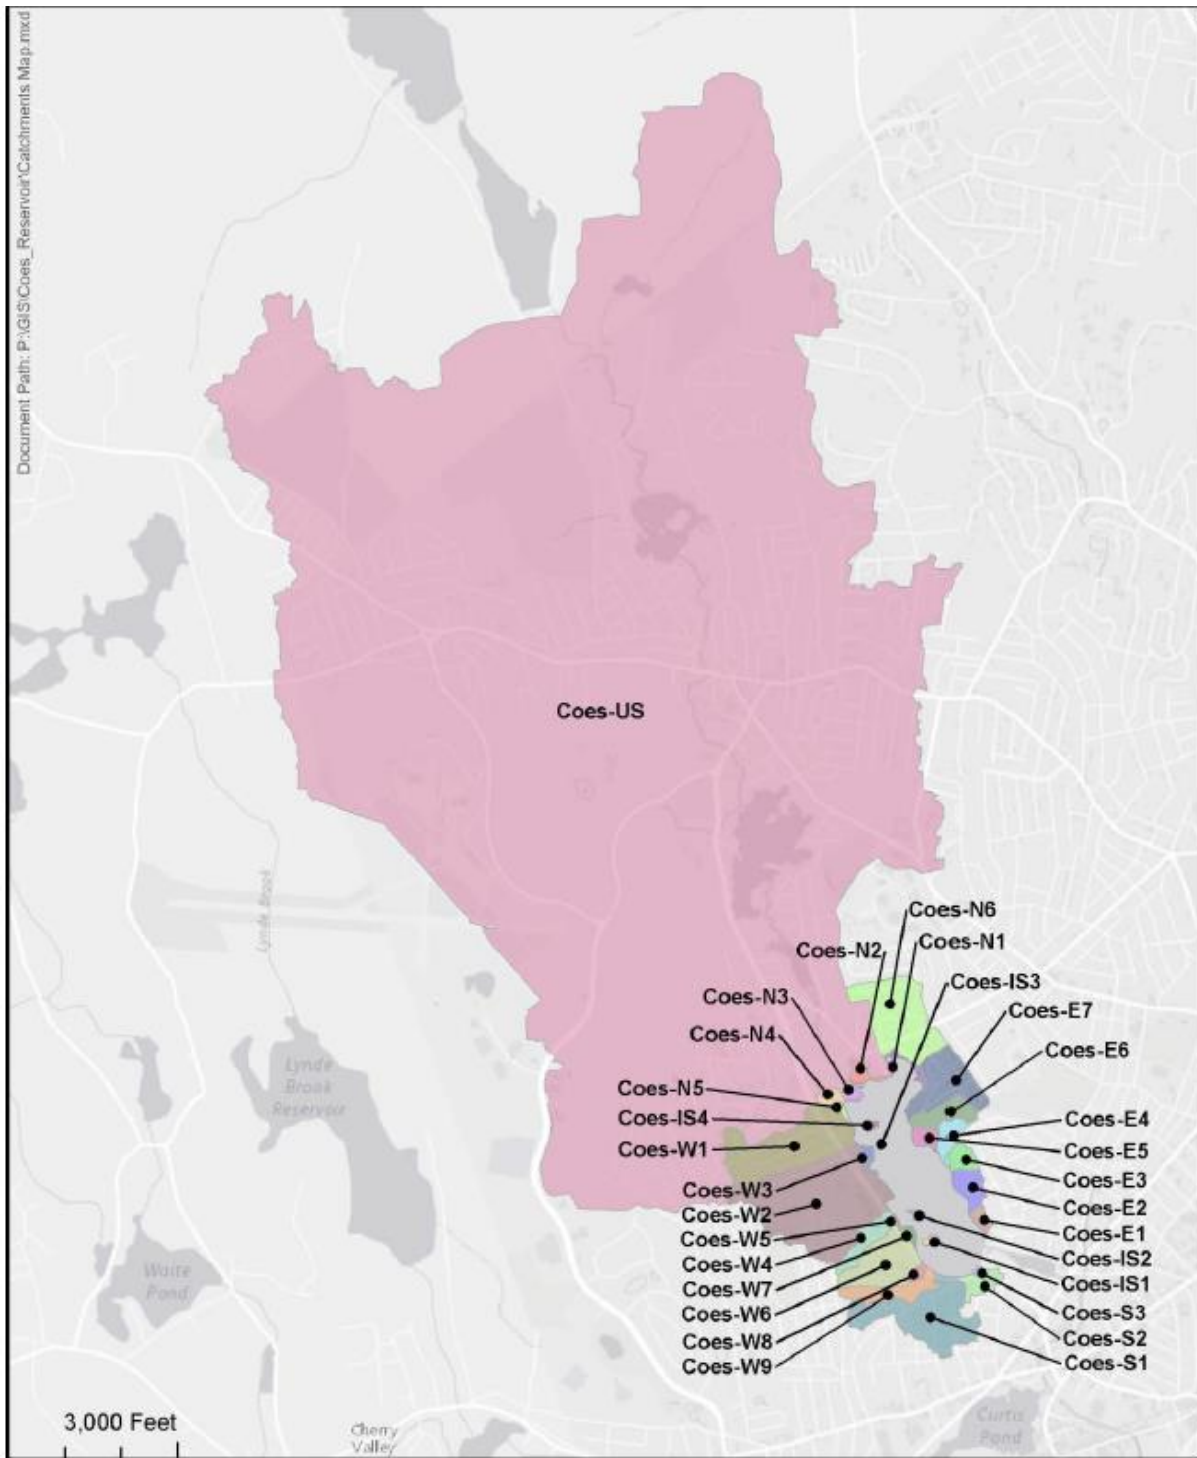 Document Path: P:\GIS\Coes_Reservoir\Catchments Map.mxd
Coes-US
Lynde Brook
Coes-N6
Coes-N2
Coes-N1
Coes-IS3
Coes-N3
Coes-E7
Coes-N4
Coes-E6
Lynde
Brook
Reservoir
Coes-N5
Coes-IS4
Coes-W1
Coes-E4
Coes-E5
Coes-E3
Coes-W3
Coes-E2
Coes-W2
Coes-E1
Coes-W5
Coes-IS2
Coes-W4
Coes-IS1
Waite
Pond
Coes-W7
Coes-S3
Coes-W6
Coes-S2
Coes-W8
Coes-S1
Coes-W9
3,000 Feet
Cherry
Valley
Curtis
Pond